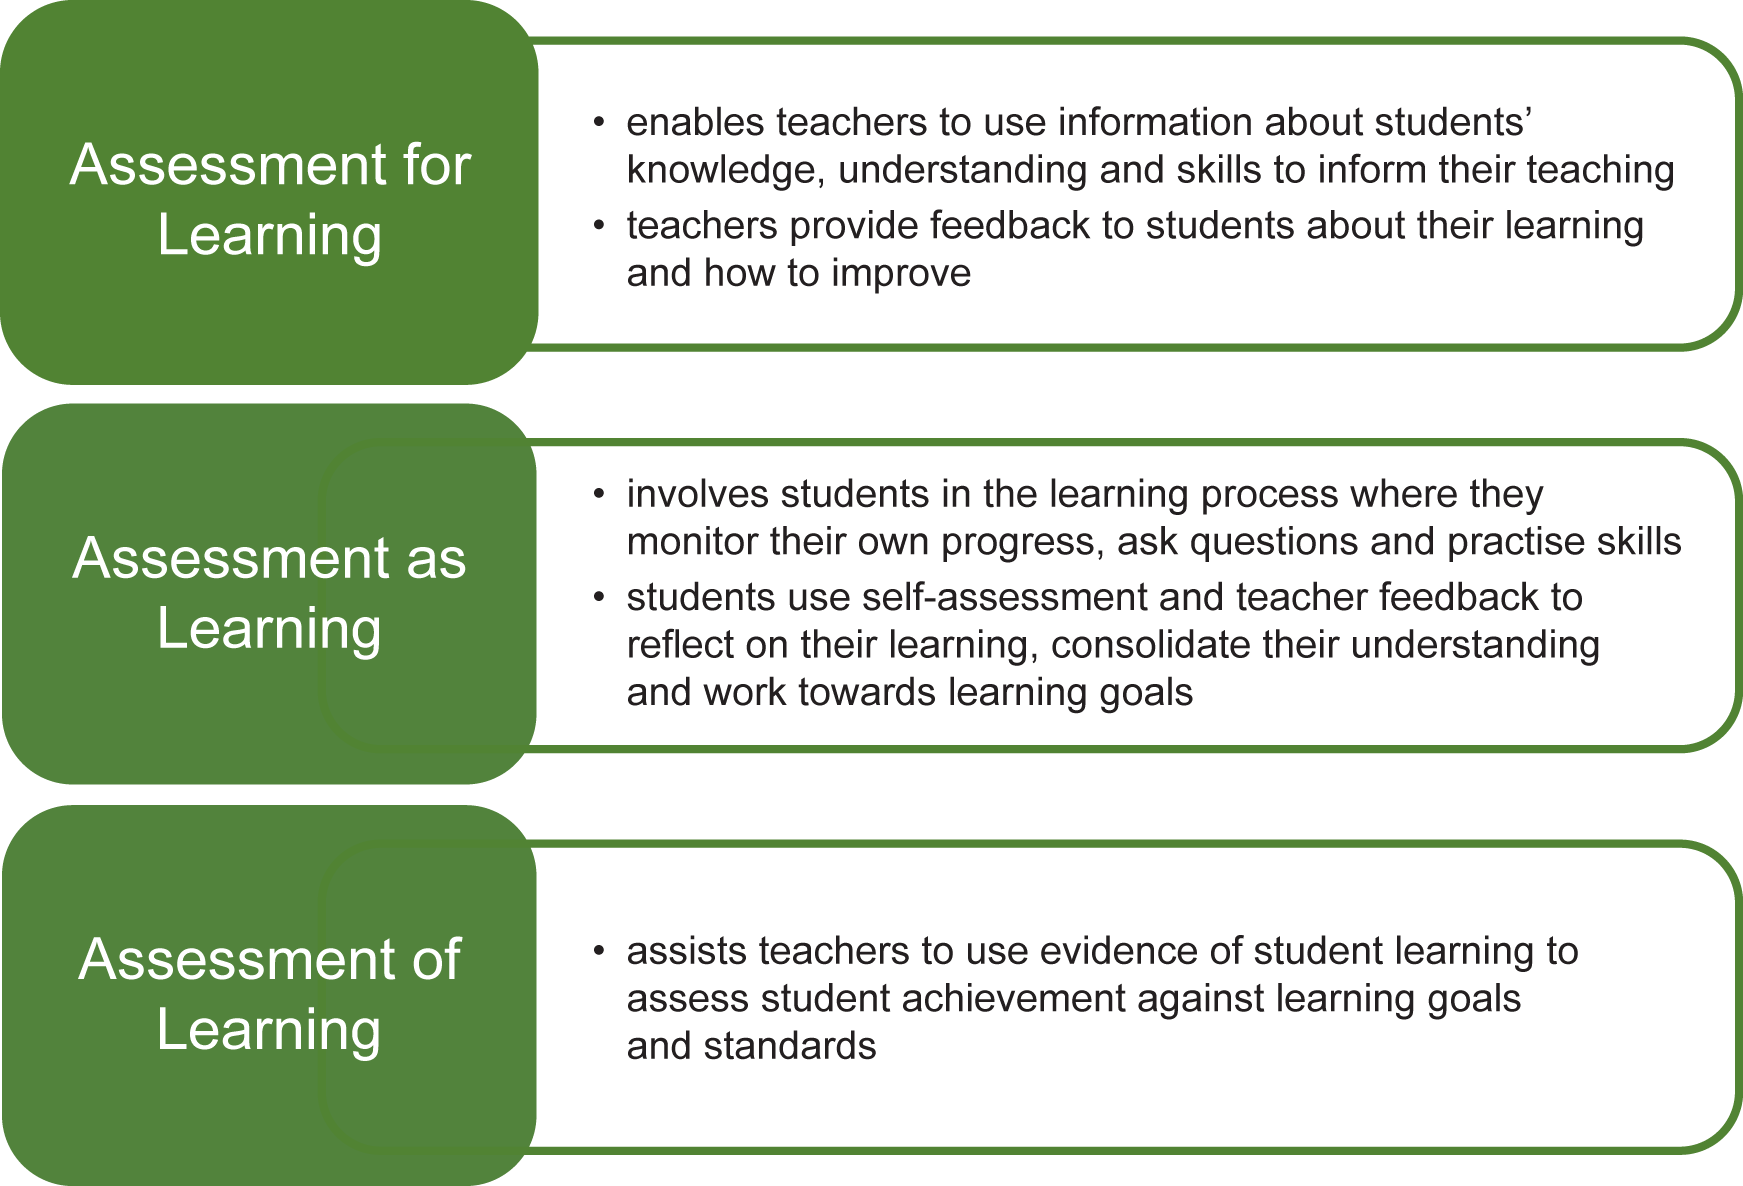 Assessment for
Learning
• enables teachers to use information about students’
knowledge, understanding and skills to inform their teaching
• teachers provide feedback to students about their learning
and how to improve
Assessment as
Learning
• involves students in the learning process where they
monitor their own progress, ask questions and practise skills
• students use self-assessment and teacher feedback to
reflect on their learning, consolidate their understanding
and work towards learning goals
Assessment of
Learning
• assists teachers to use evidence of student learning to
assess student achievement against learning goals
and standards